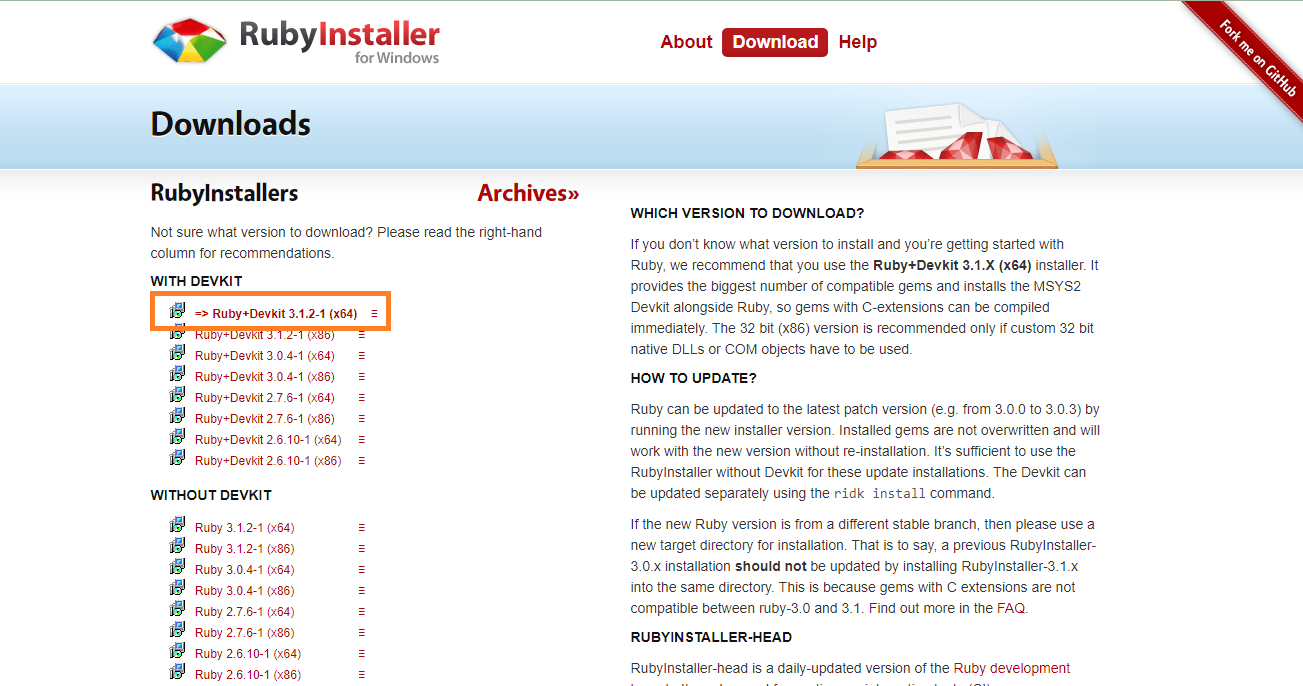 RubyInstaller
for Windows
About Download Help
Fork me on GitHub
Downloads
RubyInstallers Archives»
Not sure what version to download? Please read the right-hand
column for recommendations.
WITH DEVKIT
=> Ruby+Devkit 3.1.2-1 (x64) ≡
Ruby+Devkit 3.1.2-1 (x86) ≡
Ruby+Devkit 3.0.4-1 (x64) ≡
Ruby+Devkit 3.0.4-1 (x86) ≡
Ruby+Devkit 2.7.6-1 (x64) ≡
Ruby+Devkit 2.7.6-1 (x86) ≡
Ruby+Devkit 2.6.10-1 (x64) ≡
Ruby+Devkit 2.6.10-1 (x86) ≡
WITHOUT DEVKIT
Ruby 3.1.2-1 (x64) ≡
Ruby 3.1.2-1 (x86) ≡
Ruby 3.0.4-1 (x64) ≡
Ruby 3.0.4-1 (x86) ≡
Ruby 2.7.6-1 (x64) ≡
Ruby 2.7.6-1 (x86) ≡
Ruby 2.6.10-1 (x64) ≡
Ruby 2.6.10-1 (x86) ≡
WHICH VERSION TO DOWNLOAD?
If you don’t know what version to install and you’re getting started with
Ruby, we recommend that you use the Ruby+Devkit 3.1.X (x64) installer. It
provides the biggest number of compatible gems and installs the MSYS2
Devkit alongside Ruby, so gems with C-extensions can be compiled
immediately. The 32 bit (x86) version is recommended only if custom 32 bit
native DLLs or COM objects have to be used.
HOW TO UPDATE?
Ruby can be updated to the latest patch version (e.g. from 3.0.0 to 3.0.3) by
running the new installer version. Installed gems are not overwritten and will
work with the new version without re-installation. It’s sufficient to use the
RubyInstaller without Devkit for these update installations. The Devkit can
be updated separately using the ridk install command.
If the new Ruby version is from a different stable branch, then please use a
new target directory for installation. That is to say, a previous RubyInstaller-
3.0.x installation should not be updated by installing RubyInstaller-3.1.x
into the same directory. This is because gems with C extensions are not
compatible between ruby-3.0 and 3.1. Find out more in the FAQ.
RUBYINSTALLER-HEAD
RubyInstaller-head is a daily-updated version of the Ruby development